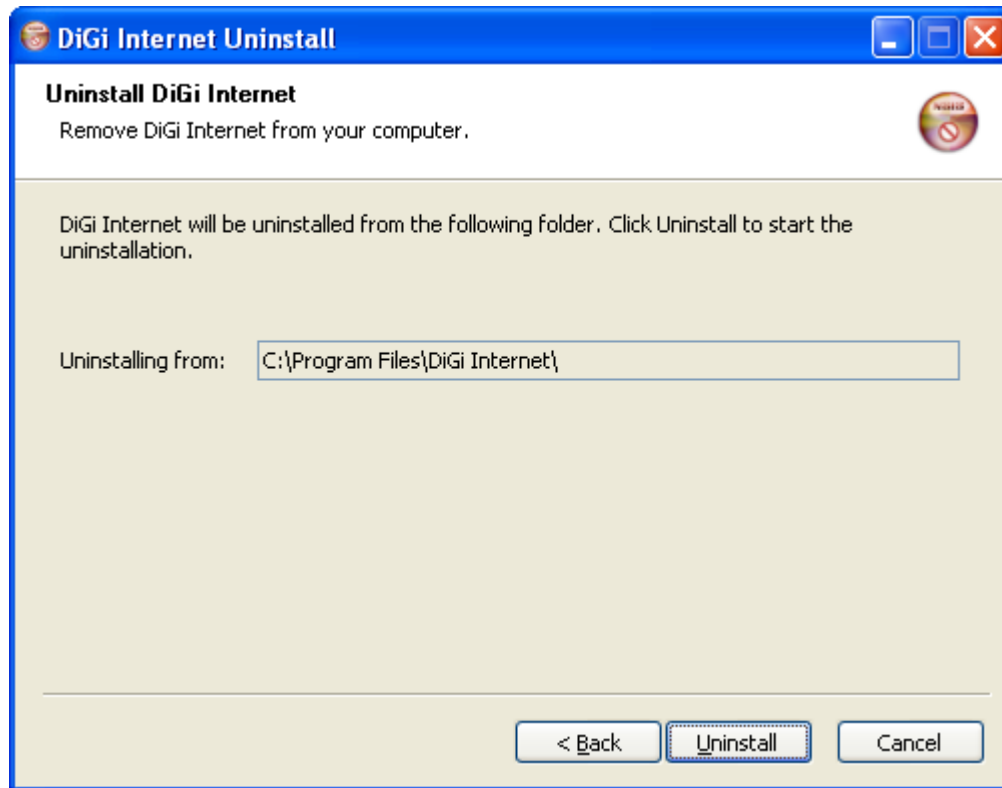 DiGi Internet Uninstall
Uninstall DiGi Internet
Remove DiGi Internet from your computer.
DiGi Internet will be uninstalled from the following folder. Click Uninstall to start the
uninstallation.
Uninstalling from: C:\Program Files\DiGi Internet\
< Back Uninstall Cancel